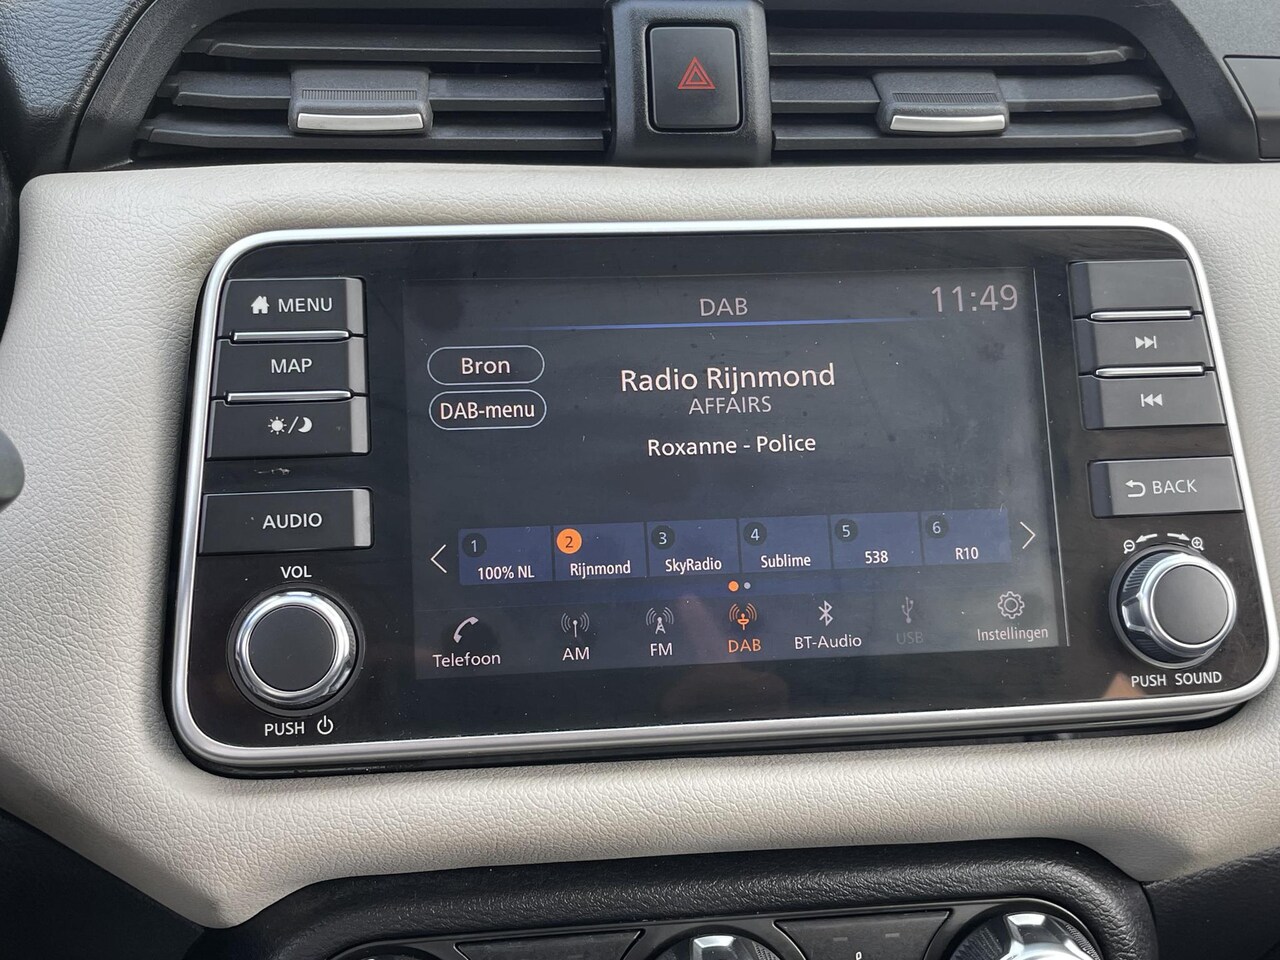 MENU
MAP
AUDIO
VOL
PUSH
DAB
11:49
Bron
DAB-menu
Radio Rijnmond
AFFAIRS
Roxanne - Police
1
100% NL
2
Rijnmond
3
SkyRadio
4
Sublime
5
538
6
R10
Telefoon
AM
FM
DAB
BT-Audio
USB
Instellingen
BACK
PUSH SOUND